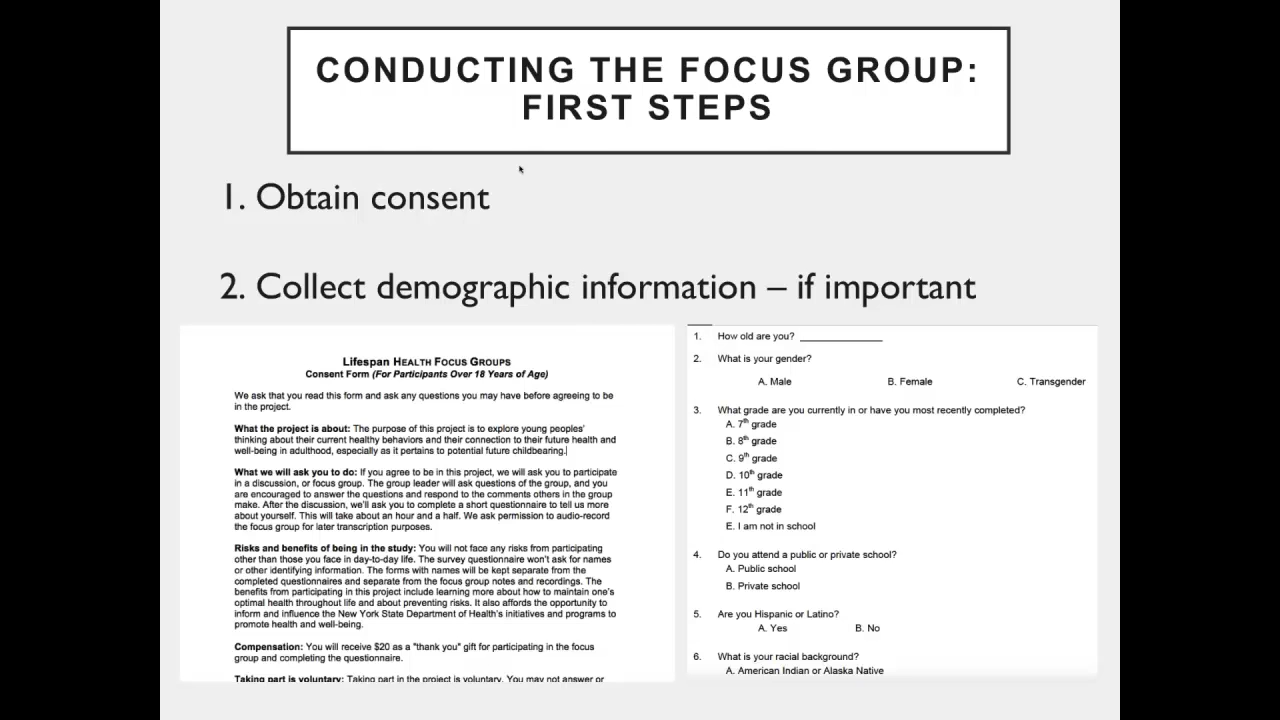 CONDUCTING THE FOCUS GROUP:
FIRST STEPS
1. Obtain consent
2. Collect demographic information – if important
Lifespan HEALTH FOCUS GROUPS
Consent Form (For Participants Over 18 Years of Age)
We ask that you read this form and ask any questions you may have before agreeing to be
in the project.
What the project is about: The purpose of this project is to explore young peoples'
thinking about their current healthy behaviors and their connection to their future health and
well-being in adulthood, especially as it pertains to potential future childbearing.
What we will ask you to do: If you agree to be in this project, we will ask you to participate
in a discussion, or focus group. The group leader will ask questions of the group, and you
are encouraged to answer the questions and respond to the comments others in the group
make. After the discussion, we'll ask you to complete a short questionnaire to tell us more
about yourself. This will take about an hour and a half. We ask permission to audio-record
the focus group for later transcription purposes.
Risks and benefits of being in the study: You will not face any risks from participating
other than those you face in day-to-day life. The survey questionnaire won't ask for names
or other identifying information. The forms with names will be kept separate from the
completed questionnaires and separate from the focus group notes and recordings. The
benefits from participating in this project include learning more about how to maintain one's
optimal health throughout life and about preventing risks. It also affords the opportunity to
inform and influence the New York State Department of Health's initiatives and programs to
promote health and well-being.
Compensation: You will receive $20 as a "thank you" gift for participating in the focus
group and completing the questionnaire.
Taking part is voluntary: Taking part in the project is voluntary. You may not answer or
1. How old are you? _______________
2. What is your gender?
A. Male B. Female C. Transgender
3. What grade are you currently in or have you most recently completed?
A. 7th grade
B. 8th grade
C. 9th grade
D. 10th grade
E. 11th grade
F. 12th grade
E. I am not in school
4. Do you attend a public or private school?
A. Public school
B. Private school
5. Are you Hispanic or Latino?
A. Yes B. No
6. What is your racial background?
A. American Indian or Alaska Native